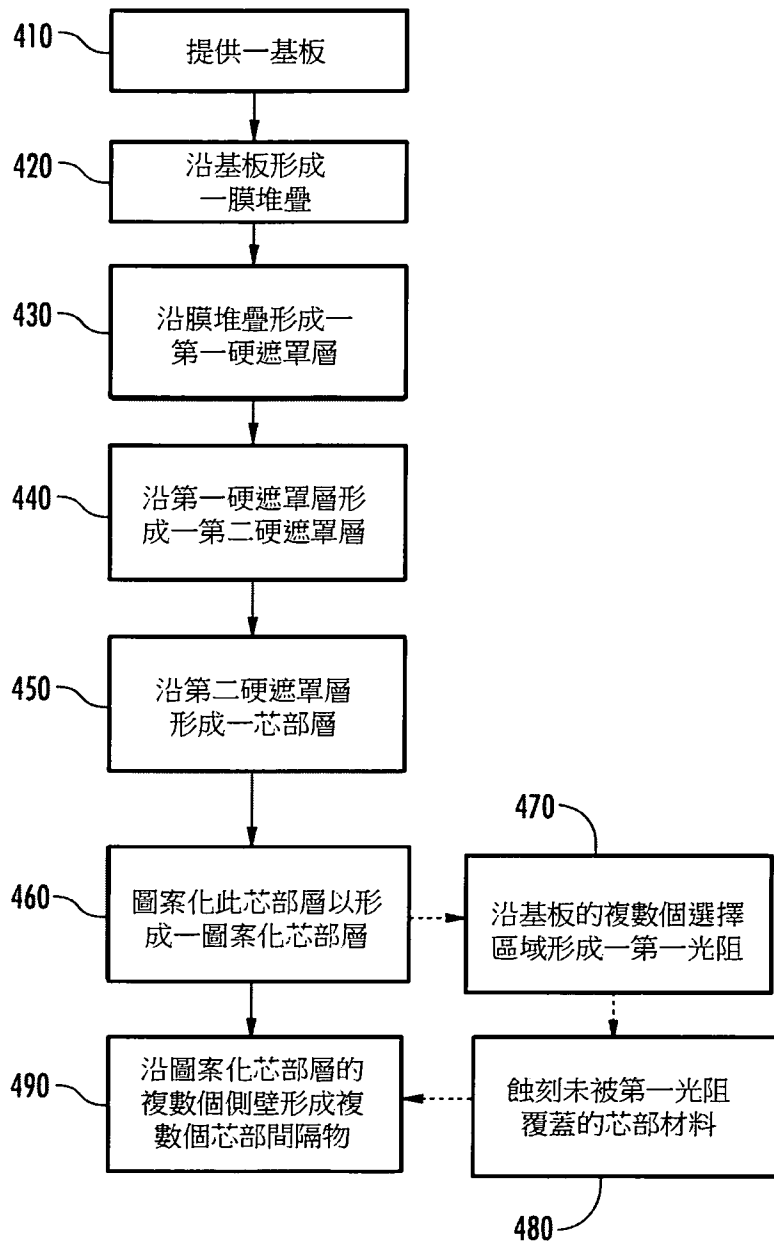 410
提供一基板
420
沿基板形成
一膜堆疊
430
沿膜堆疊形成一
第一硬遮罩層
440
沿第一硬遮罩層形
成一第二硬遮罩層
450
沿第二硬遮罩層
形成一芯部層
460
圖案化此芯部層以形
成一圖案化芯部層
470
沿基板的複數個選擇
區域形成一第一光阻
480
蝕刻未被第一光阻
覆蓋的芯部材料
490
沿圖案化芯部層的
複數個側壁形成複
數個芯部間隔物